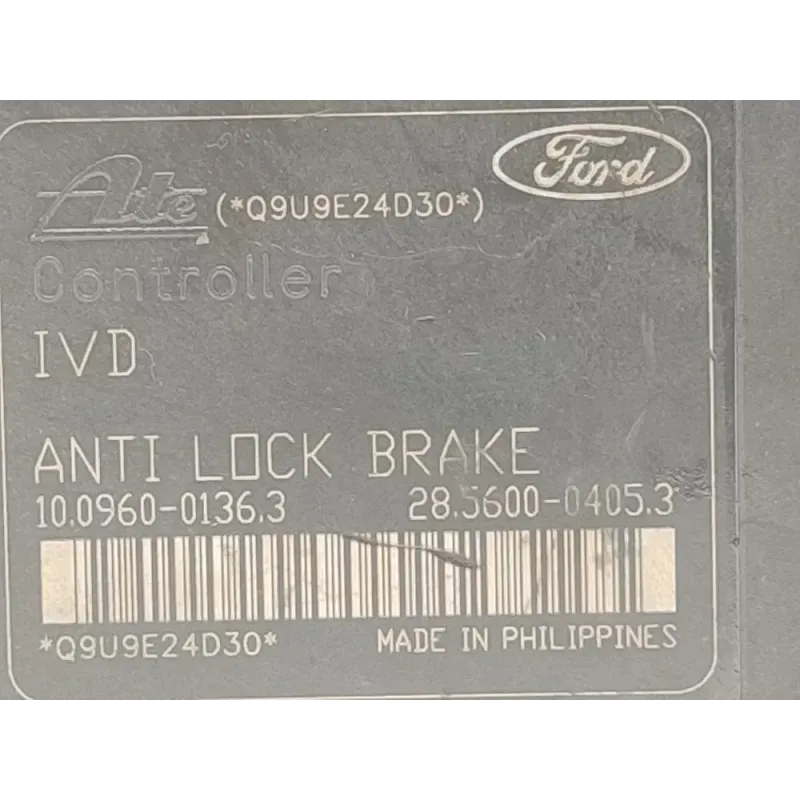 Ate (*Q9U9E24D30*) Ford
Controller
IVD
ANTI LOCK BRAKE
10.0960-0136.3 28.5600-0405.3
*Q9U9E24D30* MADE IN PHILIPPINES